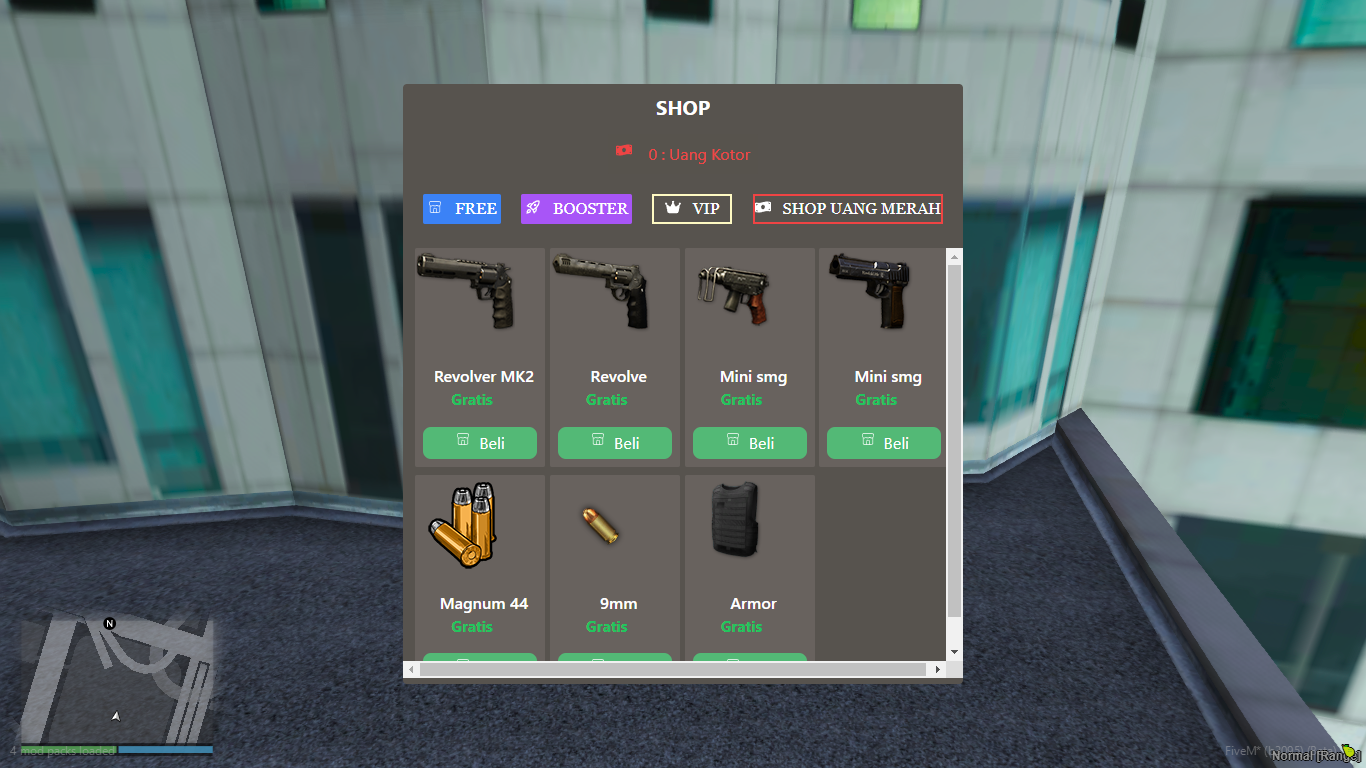 SHOP
0 : Uang Kotor
FREE BOOSTER VIP SHOP UANG MERAH
Revolver MK2 Revolve Mini smg Mini smg
Gratis Gratis Gratis Gratis
Beli Beli Beli Beli
Magnum 44 9mm Armor
Gratis Gratis Gratis
N
4 mod packs loaded
FiveM* (b2095)
Normal [Range]